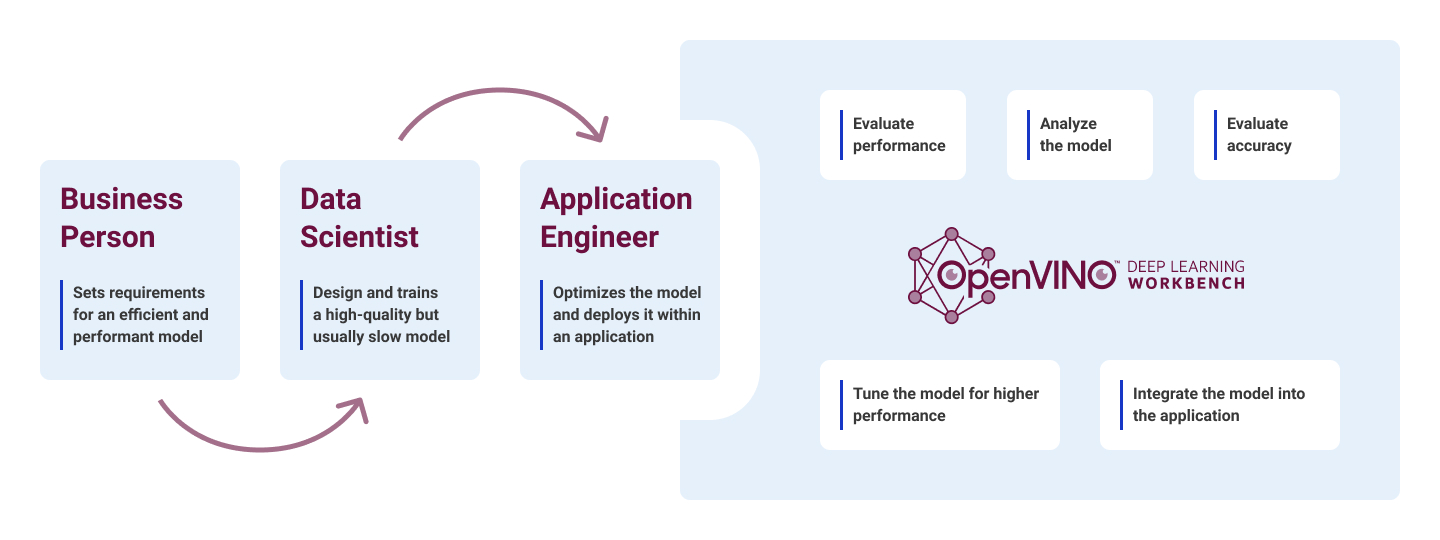 Business
Person
Sets requirements
for an efficient and
performant model
Data
Scientist
Design and trains
a high-quality but
usually slow model
Application
Engineer
Optimizes the model
and deploys it within
an application
Evaluate
performance
Analyze
the model
Evaluate
accuracy
OpenVINO™ DEEP LEARNING
WORKBENCH
Tune the model for higher
performance
Integrate the model into
the application